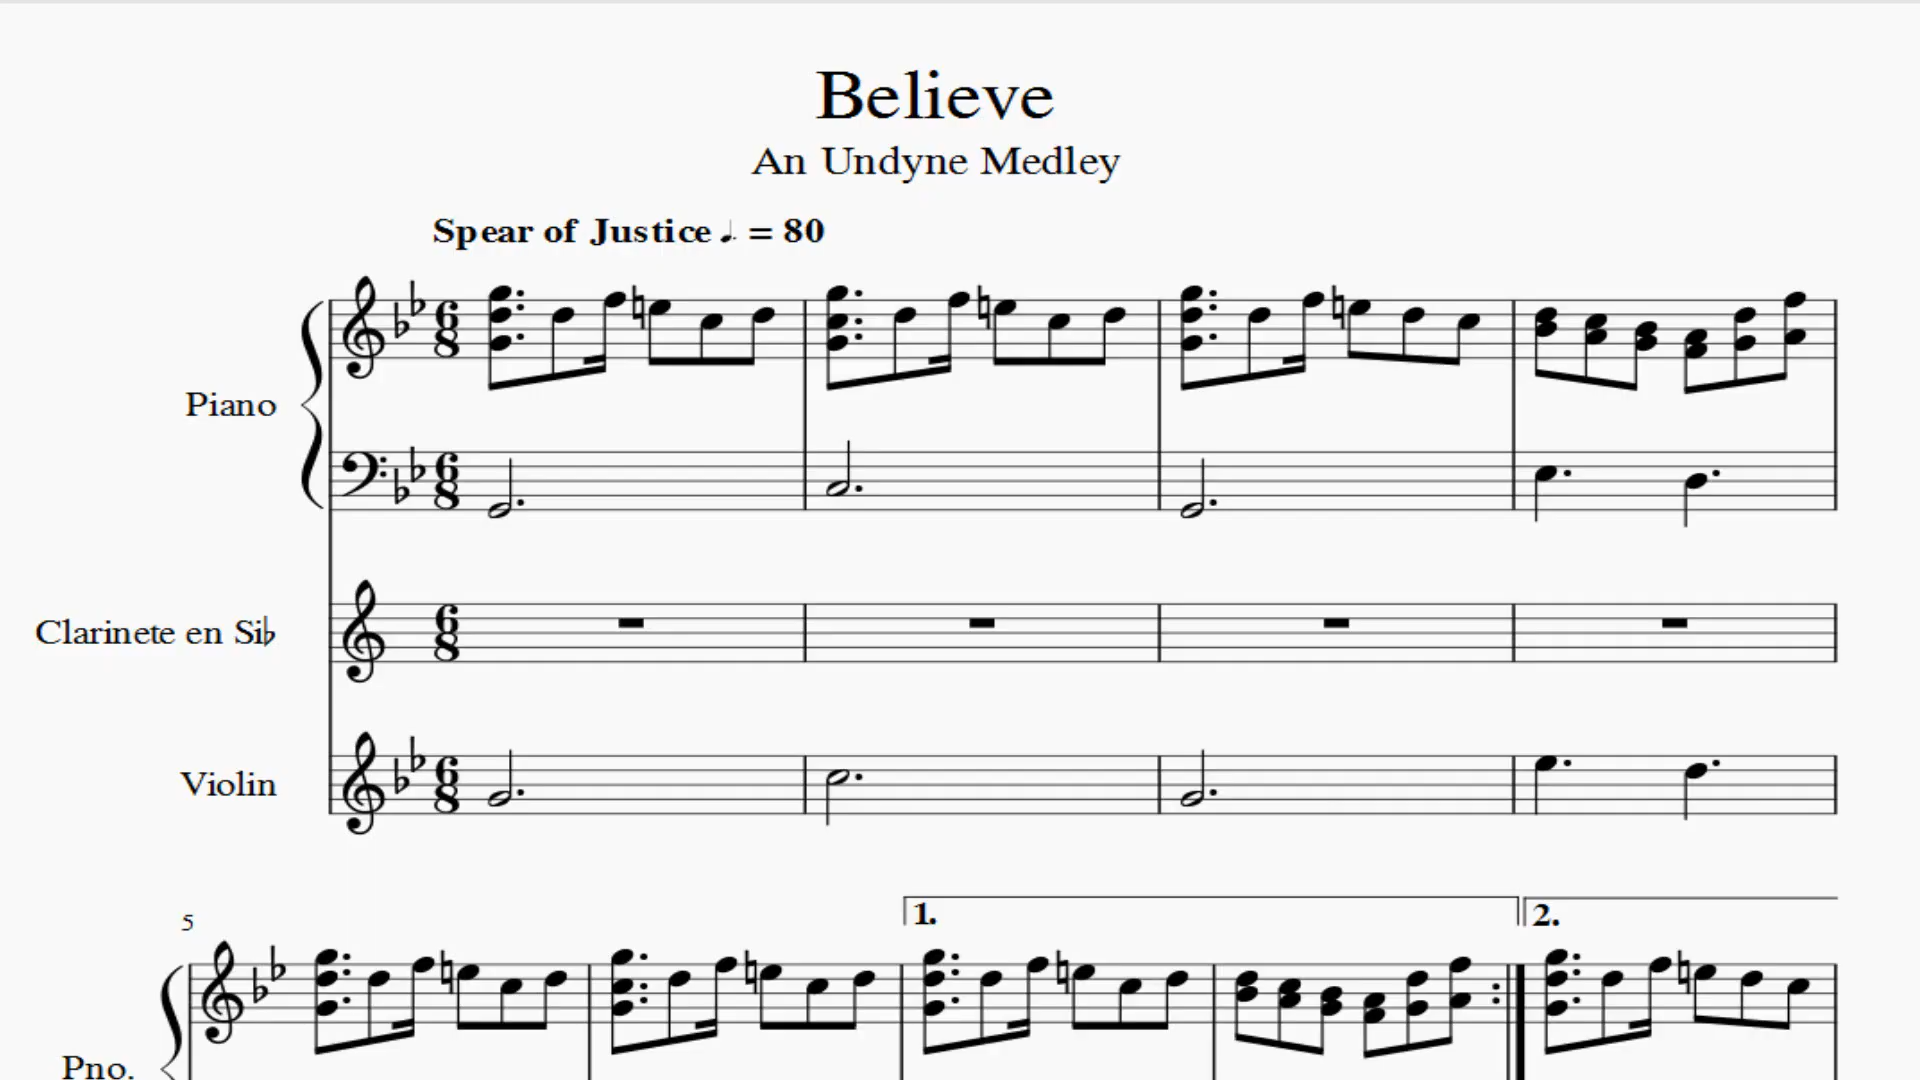 Believe
An Undyne Medley
Spear of Justice ♩. = 80
Piano
Clarinete en Si♭
Violin
5
1.
2.
Pno.